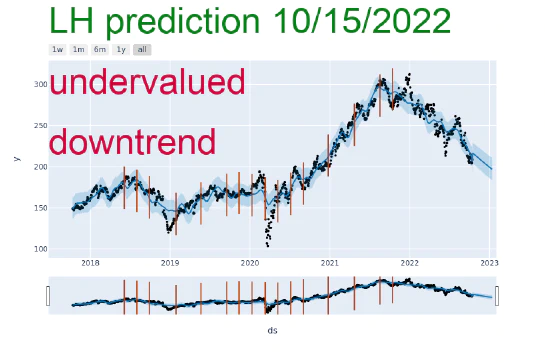 LH prediction 10/15/2022
1w 1m 6m 1y all
undervalued
downtrend
300
250
200
150
100
y
2018 2019 2020 2021 2022 2023
ds